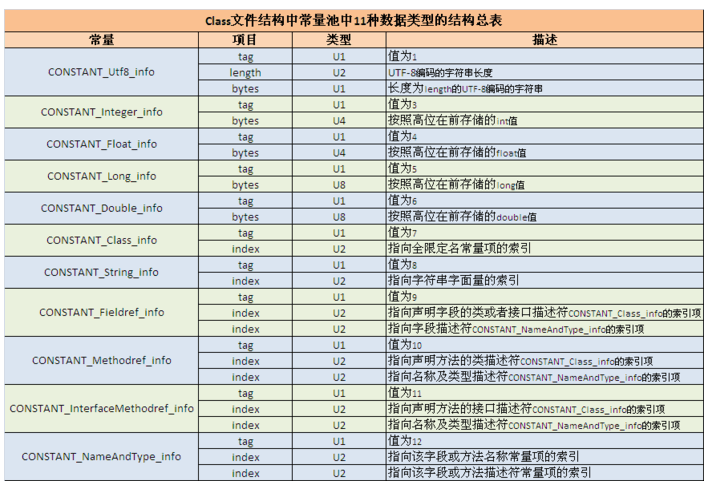 Class文件结构中常量池中11种数据类型的结构总表
常量 项目 类型 描述
CONSTANT_Utf8_info tag U1 值为1
length U2 UTF-8编码的字符串长度
bytes U1 长度为length的UTF-8编码的字符串
CONSTANT_Integer_info tag U1 值为3
bytes U4 按照高位在前存储的int值
CONSTANT_Float_info tag U1 值为4
bytes U4 按照高位在前存储的float值
CONSTANT_Long_info tag U1 值为5
bytes U8 按照高位在前存储的long值
CONSTANT_Double_info tag U1 值为6
bytes U8 按照高位在前存储的double值
CONSTANT_Class_info tag U1 值为7
index U2 指向全限定名常量项的索引
CONSTANT_String_info tag U1 值为8
index U2 指向字符串字面量的索引
CONSTANT_Fieldref_info tag U1 值为9
index U2 指向声明字段的类或者接口描述符CONSTANT_Class_info的索引项
index U2 指向字段描述符CONSTANT_NameAndType_info的索引项
CONSTANT_Methodref_info tag U1 值为10
index U2 指向声明方法的类描述符CONSTANT_Class_info的索引项
index U2 指向名称及类型描述符CONSTANT_NameAndType_info的索引项
CONSTANT_InterfaceMethodref_info tag U1 值为11
index U2 指向声明方法的接口描述符CONSTANT_Class_info的索引项
index U2 指向名称及类型描述符CONSTANT_NameAndType_info的索引项
CONSTANT_NameAndType_info tag U1 值为12
index U2 指向该字段或方法名称常量项的索引
index U2 指向该字段或方法描述符常量项的索引